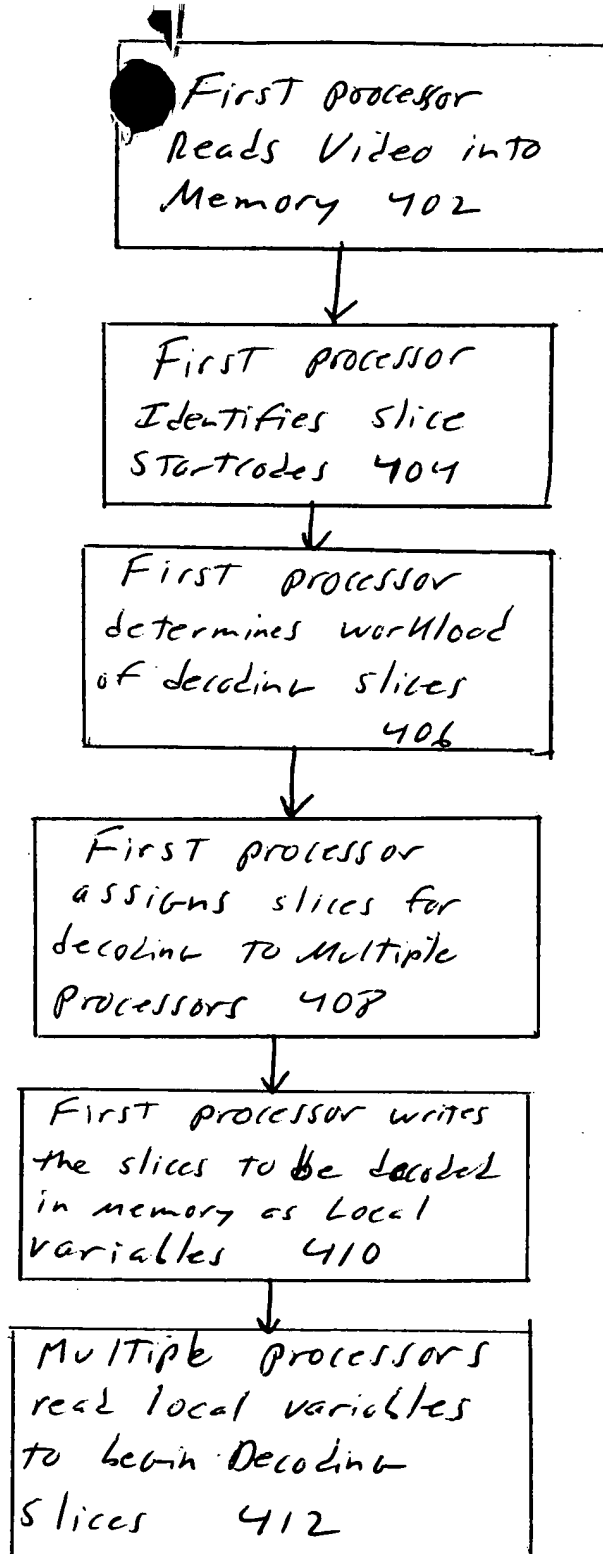 First processor
Reads Video into
Memory 402
First processor
Identifies slice
Startcodes 404
First processor
determines workload
of decoding slices
406
First processor
assigns slices for
decoding to Multiple
Processors 408
First processor writes
the slices to be decoded
in memory as Local
variables 410
Multiple processors
read local variables
to begin Decoding
Slices 412